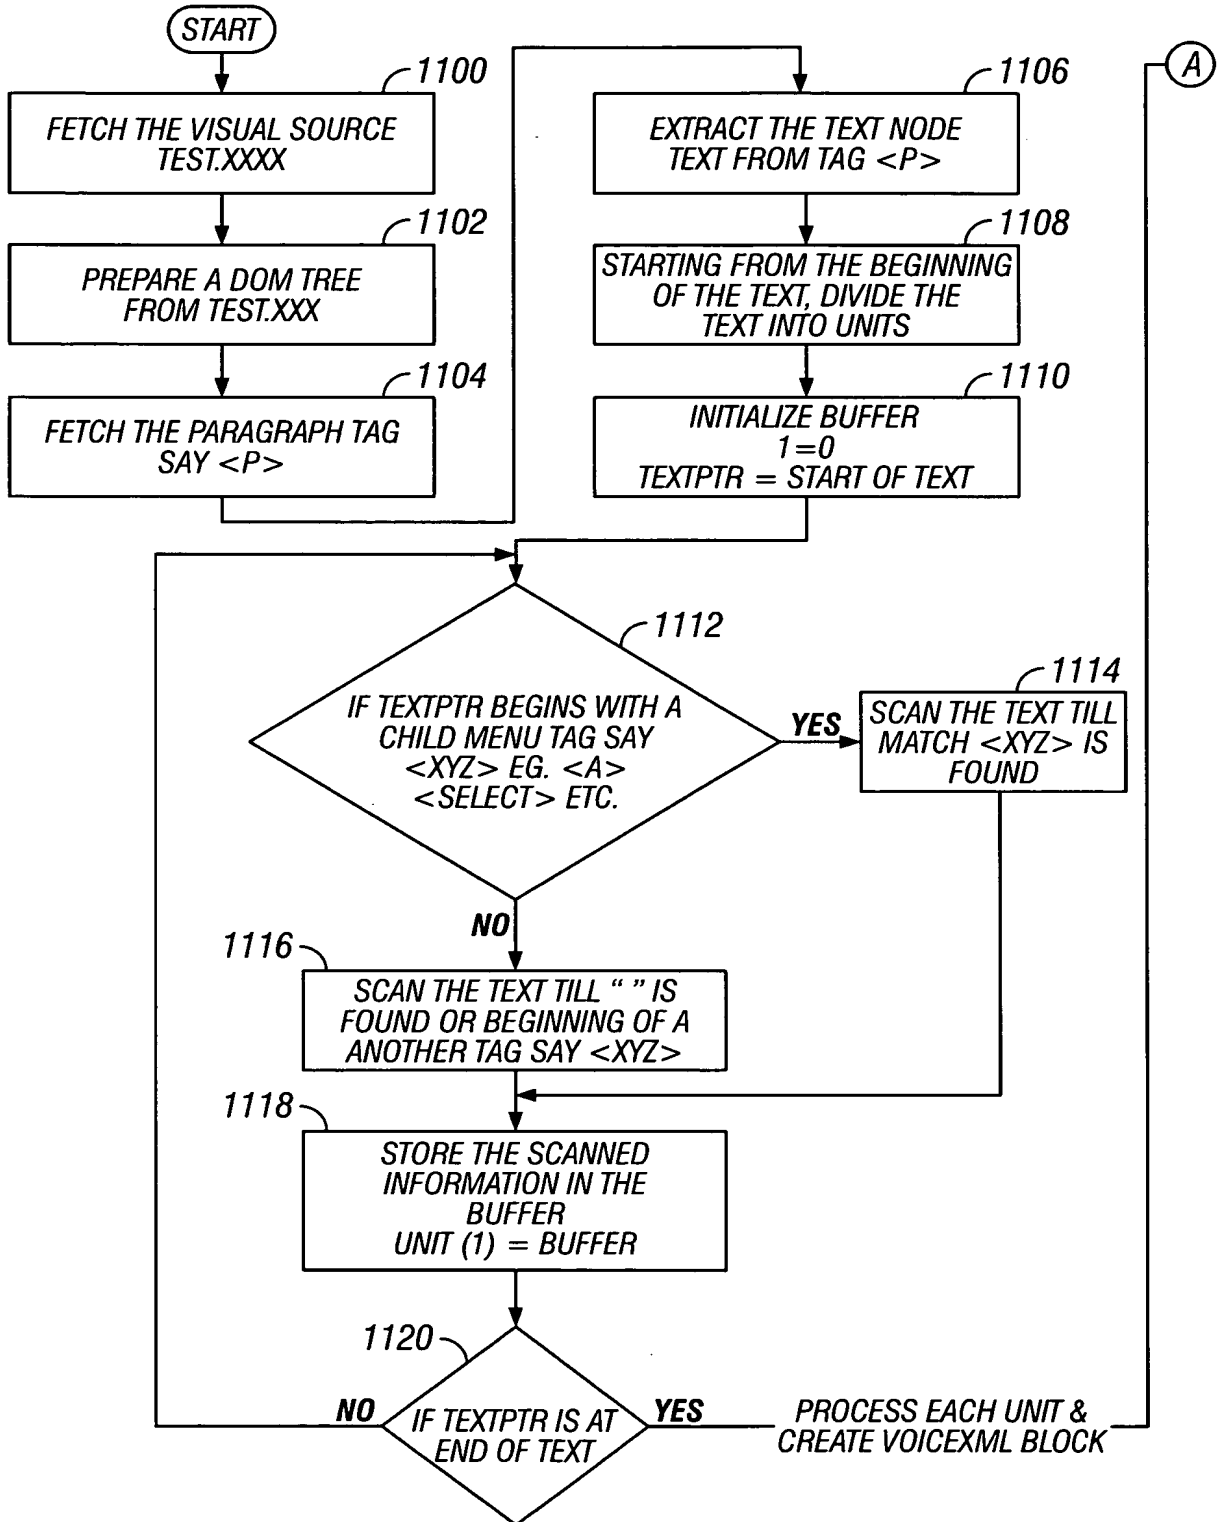 START
1100
FETCH THE VISUAL SOURCE
TEST.XXXX
1102
PREPARE A DOM TREE
FROM TEST.XXX
1104
FETCH THE PARAGRAPH TAG
SAY <P>
1106
EXTRACT THE TEXT NODE
TEXT FROM TAG <P>
1108
STARTING FROM THE BEGINNING
OF THE TEXT, DIVIDE THE
TEXT INTO UNITS
1110
INITIALIZE BUFFER
1=0
TEXTPTR = START OF TEXT
A
1112
IF TEXTPTR BEGINS WITH A
CHILD MENU TAG SAY
<XYZ> EG. <A>
<SELECT> ETC.
YES
1114
SCAN THE TEXT TILL
MATCH <XYZ> IS
FOUND
NO
1116
SCAN THE TEXT TILL “ ” IS
FOUND OR BEGINNING OF A
ANOTHER TAG SAY <XYZ>
1118
STORE THE SCANNED
INFORMATION IN THE
BUFFER
UNIT (1) = BUFFER
1120
NO
IF TEXTPTR IS AT
END OF TEXT
YES
PROCESS EACH UNIT &
CREATE VOICEXML BLOCK